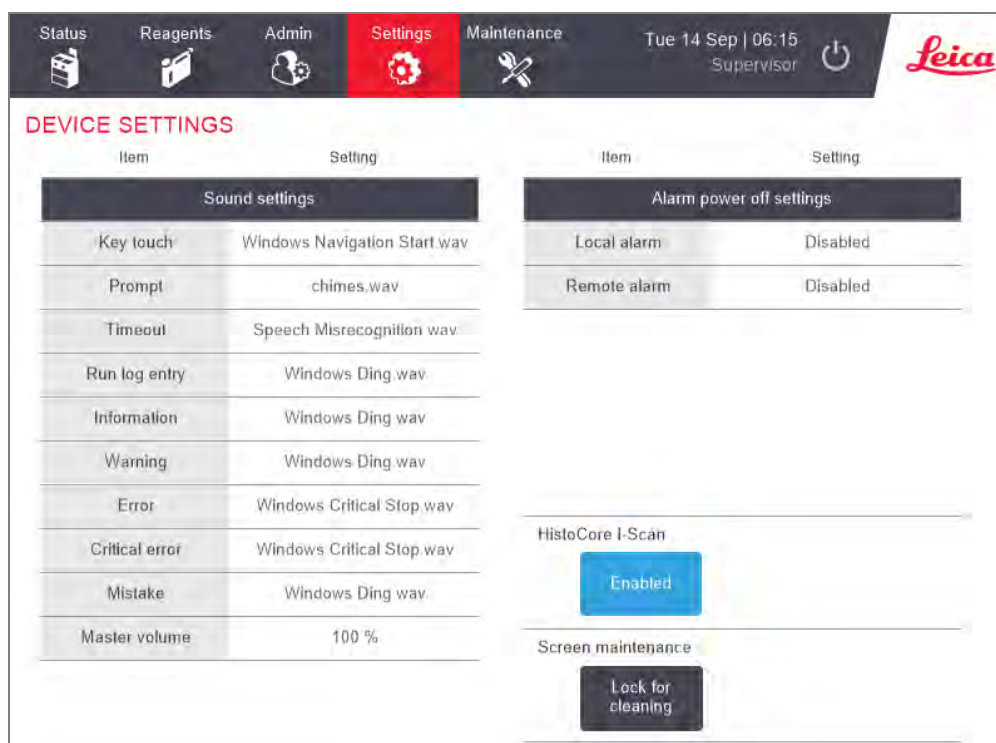 Status Reagents Admin Settings Maintenance Tue 14 Sep | 06:15
Supervisor
Leica
DEVICE SETTINGS
Item Setting
Sound settings
Key touch Windows Navigation Start.wav
Prompt chimes.wav
Timeout Speech Misrecognition.wav
Run log entry Windows Ding.wav
Information Windows Ding.wav
Warning Windows Ding.wav
Error Windows Critical Stop.wav
Critical error Windows Critical Stop.wav
Mistake Windows Ding.wav
Master volume 100 %
Item Setting
Alarm power off settings
Local alarm Disabled
Remote alarm Disabled
HistoCore I-Scan
Enabled
Screen maintenance
Lock for
cleaning